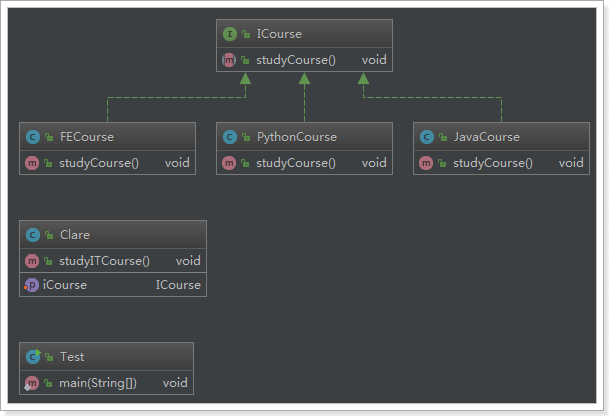 I ICourse
m studyCourse() void
C FECourse
m studyCourse() void
C PythonCourse
m studyCourse() void
C JavaCourse
m studyCourse() void
C Clare
m studyITCourse() void
p iCourse ICourse
C Test
m main(String[]) void